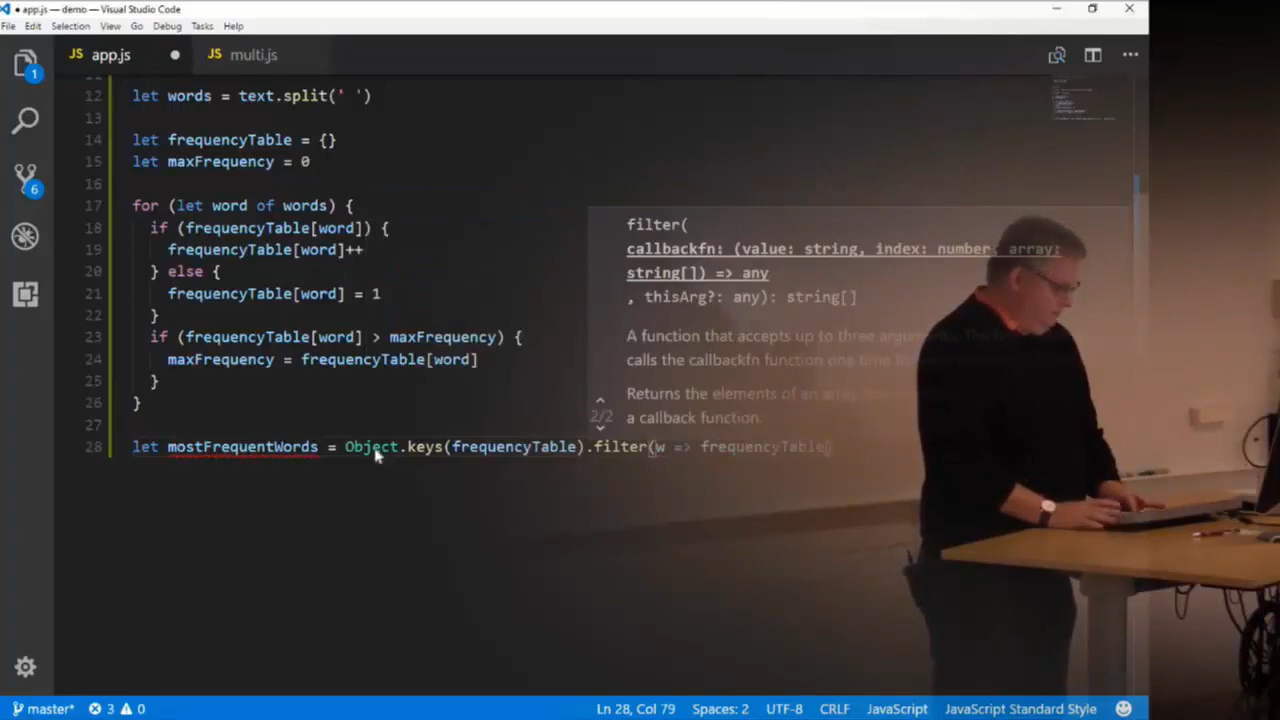 app.js — demo — Visual Studio Code
File Edit Selection View Go Debug Tasks Help
JS app.js JS multi.js
1
12 let words = text.split(' ')
13
14 let frequencyTable = {}
15 let maxFrequency = 0
16
17 for (let word of words) {
18 if (frequencyTable[word]) {
19 frequencyTable[word]++
20 } else {
21 frequencyTable[word] = 1
22 }
23 if (frequencyTable[word] > maxFrequency) {
24 maxFrequency = frequencyTable[word]
25 }
26 }
27
28 let mostFrequentWords = Object.keys(frequencyTable).filter(w => frequencyTable[
6
filter(
callbackfn: (value: string, index: number, array:
string[]) => any
, thisArg?: any): string[]
A function that accepts up to three arguments. The
calls the callbackfn function one time
Returns the elements of an array
2/2 a callback function.
master* 3 0 Ln 28, Col 79 Spaces: 2 UTF-8 CRLF JavaScript JavaScript Standard Style